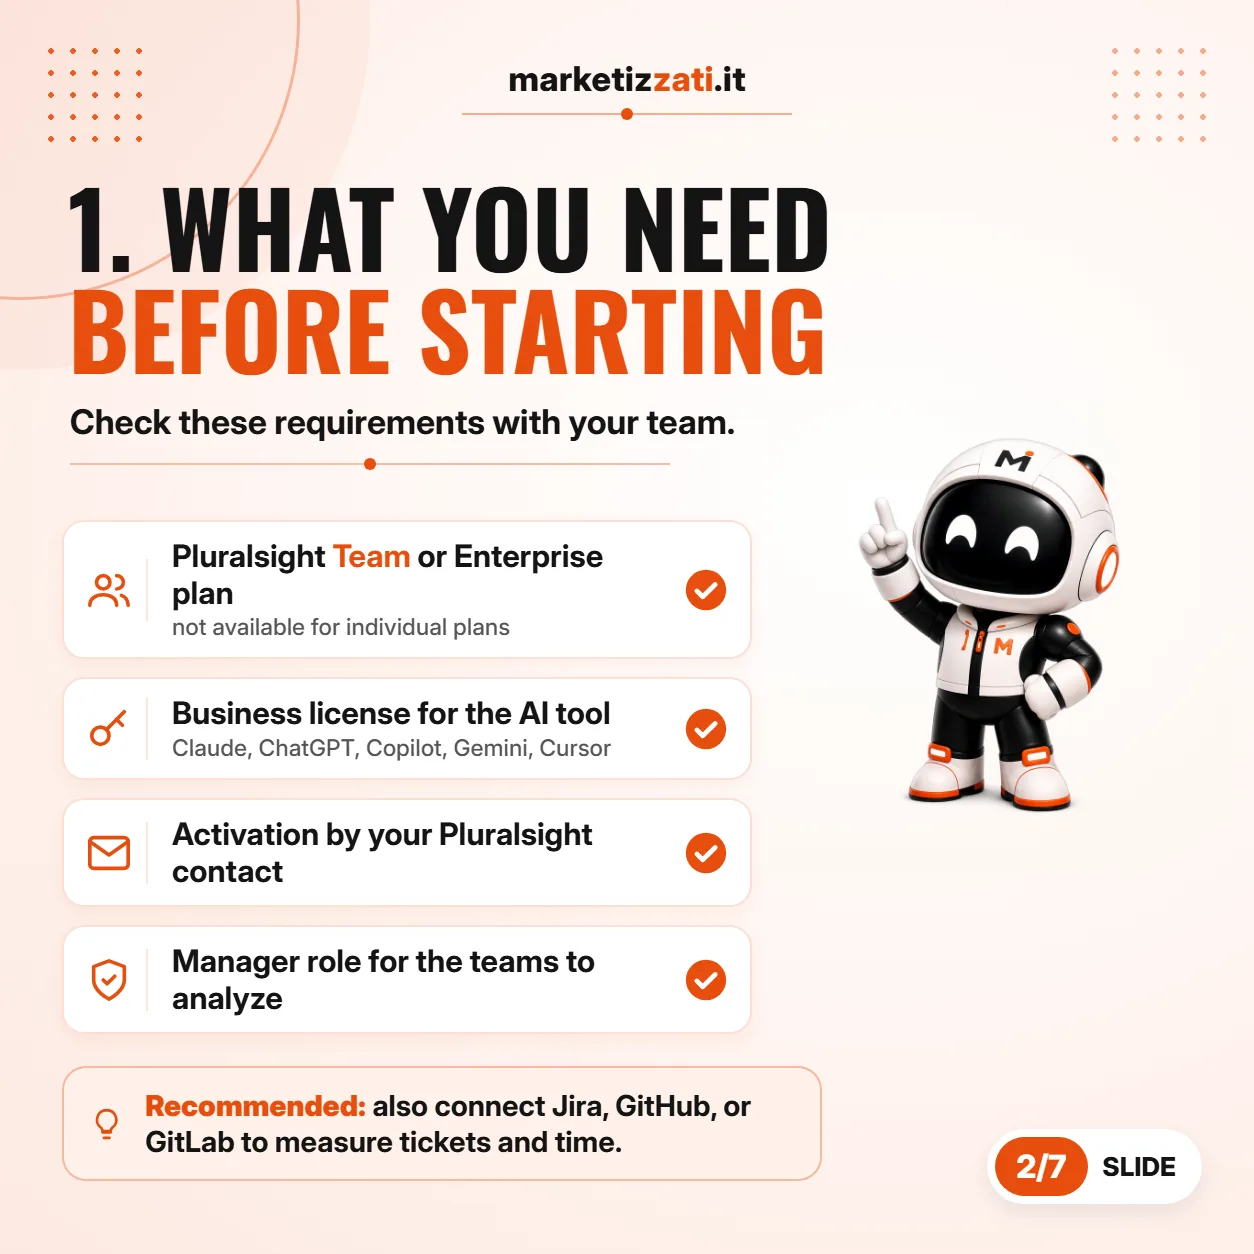 marketizzati.it
1. WHAT YOU NEED
BEFORE STARTING
Check these requirements with your team.
Pluralsight Team or Enterprise
plan
not available for individual plans
Business license for the AI tool
Claude, ChatGPT, Copilot, Gemini, Cursor
Activation by your Pluralsight
contact
Manager role for the teams to
analyze
Recommended: also connect Jira, GitHub, or
GitLab to measure tickets and time.
M
M
2/7 SLIDE